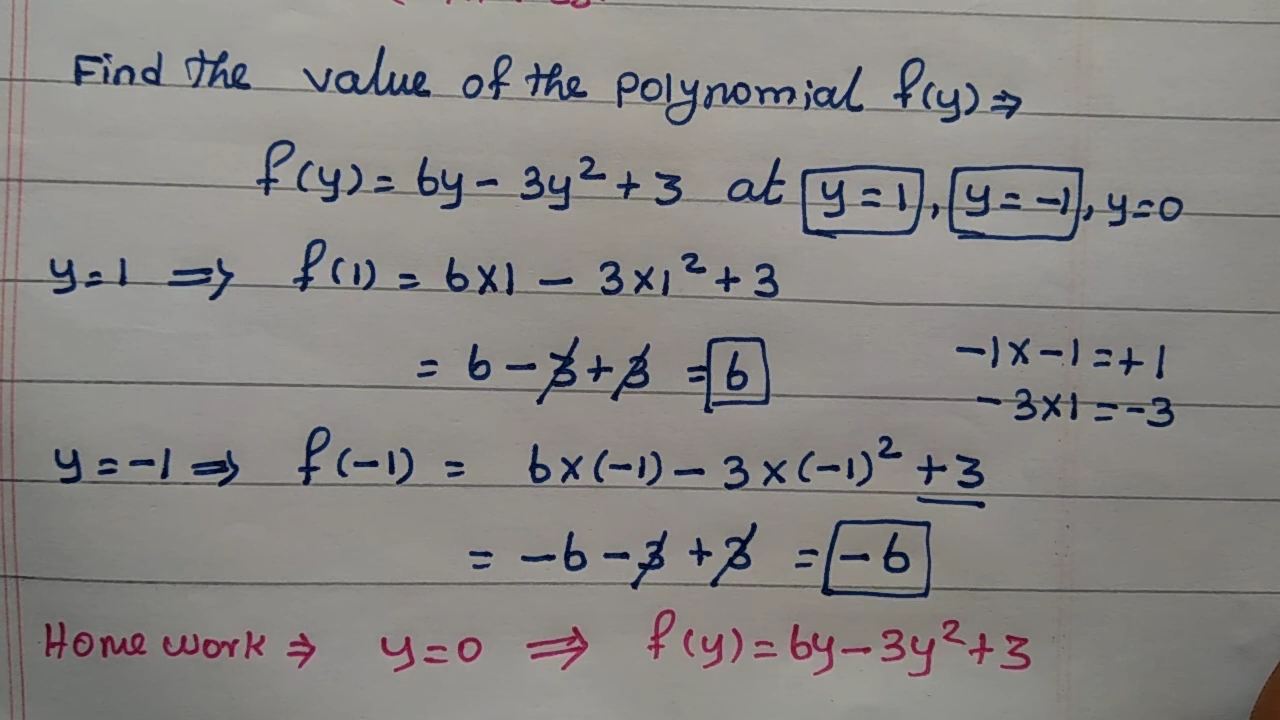 Find the value of the polynomial f(y) ⇒
f(y) = 6y - 3y² + 3 at y = 1, y = -1, y=0
y=1 ⇒ f(1) = 6×1 - 3×1² + 3
= 6 - 3 + 3 = 6
-1 × -1 = +1
- 3×1 = -3
y = -1 ⇒ f(-1) = 6×(-1) - 3×(-1)² + 3
= -6 - 3 + 3 = -6
Home work ⇒ y=0 ⇒ f(y) = 6y - 3y² + 3